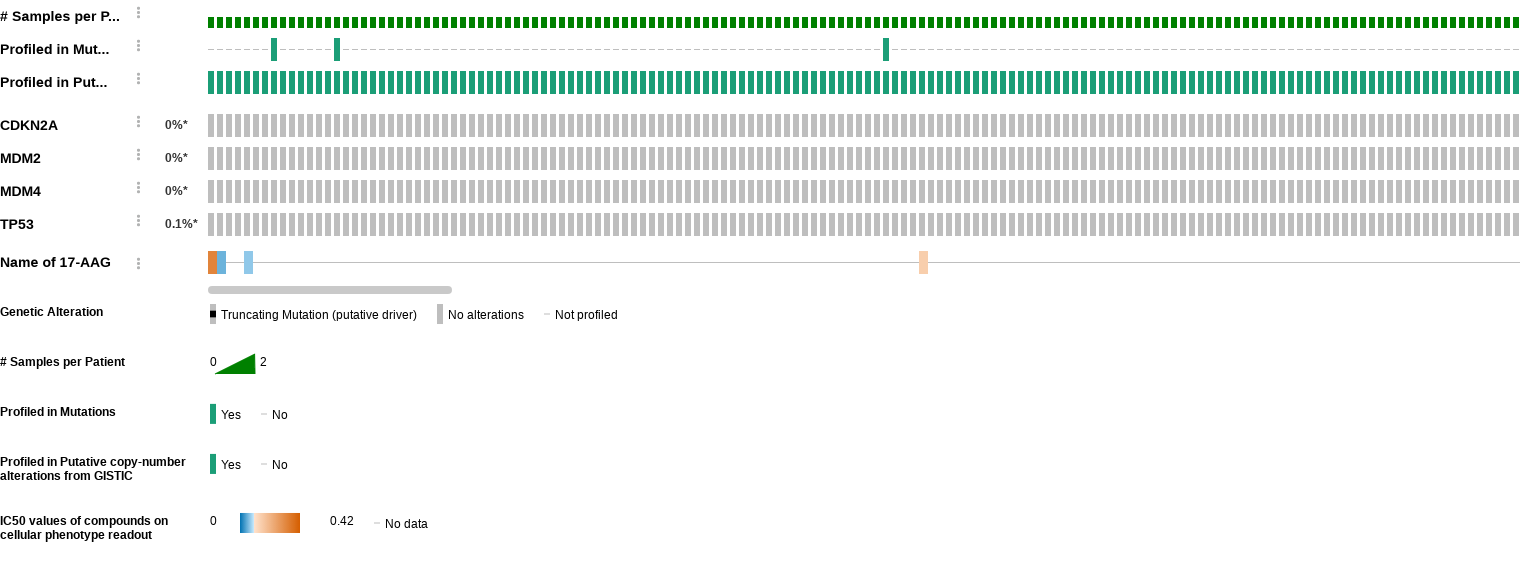 # Samples per P...
Profiled in Mut...
Profiled in Put...
CDKN2A 0%*
MDM2 0%*
MDM4 0%*
TP53 0.1%*
Name of 17-AAG
Genetic Alteration Truncating Mutation (putative driver) No alterations Not profiled
# Samples per Patient 0 2
Profiled in Mutations Yes No
Profiled in Putative copy-number
alterations from GISTIC Yes No
IC50 values of compounds on
cellular phenotype readout 0 0.42 No data